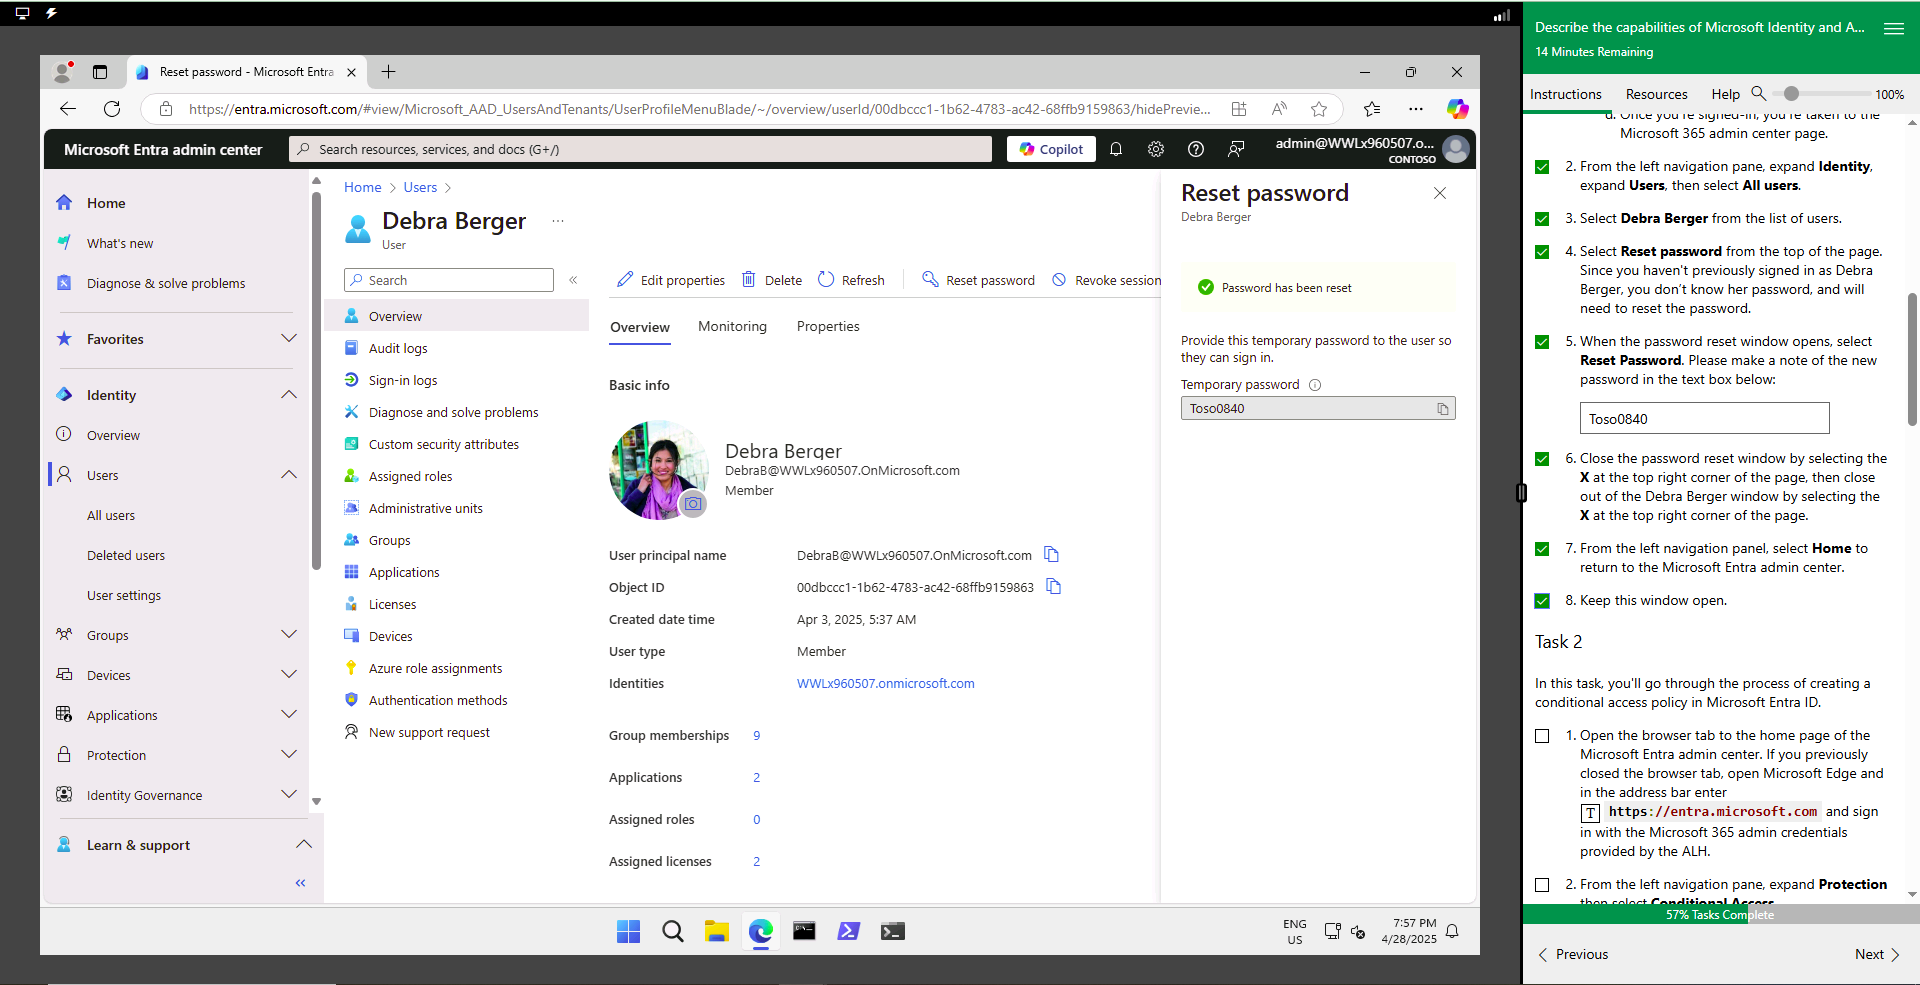 Reset password - Microsoft Entra
https://entra.microsoft.com/#view/Microsoft_AAD_UsersAndTenants/UserProfileMenuBlade/~/overview/userId/00dbccc1-1b62-4783-ac42-68ffb9159863/hidePrevie...
Microsoft Entra admin center
Search resources, services, and docs (G+/)
Copilot
admin@WWLx960507.o...
CONTOSO
Home
What's new
Diagnose & solve problems
Favorites
Identity
Overview
Users
All users
Deleted users
User settings
Groups
Devices
Applications
Protection
Identity Governance
Learn & support
Home > Users >
Debra Berger
User
Search
Overview
Audit logs
Sign-in logs
Diagnose and solve problems
Custom security attributes
Assigned roles
Administrative units
Groups
Applications
Licenses
Devices
Azure role assignments
Authentication methods
New support request
Edit properties Delete Refresh Reset password Revoke session
Overview Monitoring Properties
Basic info
Debra Berger
DebraB@WWLx960507.OnMicrosoft.com
Member
User principal name DebraB@WWLx960507.OnMicrosoft.com
Object ID 00dbccc1-1b62-4783-ac42-68ffb9159863
Created date time Apr 3, 2025, 5:37 AM
User type Member
Identities WWLx960507.onmicrosoft.com
Group memberships 9
Applications 2
Assigned roles 0
Assigned licenses 2
Reset password
Debra Berger
Password has been reset
Provide this temporary password to the user so
they can sign in.
Temporary password
Toso0840
ENG
US
7:57 PM
4/28/2025
Describe the capabilities of Microsoft Identity and A...
14 Minutes Remaining
Instructions Resources Help 100%
d. Once you're signed-in, you're taken to the
Microsoft 365 admin center page.
2. From the left navigation pane, expand Identity,
expand Users, then select All users.
3. Select Debra Berger from the list of users.
4. Select Reset password from the top of the page.
Since you haven't previously signed in as Debra
Berger, you don't know her password, and will
need to reset the password.
5. When the password reset window opens, select
Reset Password. Please make a note of the new
password in the text box below:
Toso0840
6. Close the password reset window by selecting the
X at the top right corner of the page, then close
out of the Debra Berger window by selecting the
X at the top right corner of the page.
7. From the left navigation panel, select Home to
return to the Microsoft Entra admin center.
8. Keep this window open.
Task 2
In this task, you'll go through the process of creating a
conditional access policy in Microsoft Entra ID.
1. Open the browser tab to the home page of the
Microsoft Entra admin center. If you previously
closed the browser tab, open Microsoft Edge and
in the address bar enter
T https://entra.microsoft.com and sign
in with the Microsoft 365 admin credentials
provided by the ALH.
2. From the left navigation pane, expand Protection
then select Conditional Access.
57% Tasks Complete
Previous Next